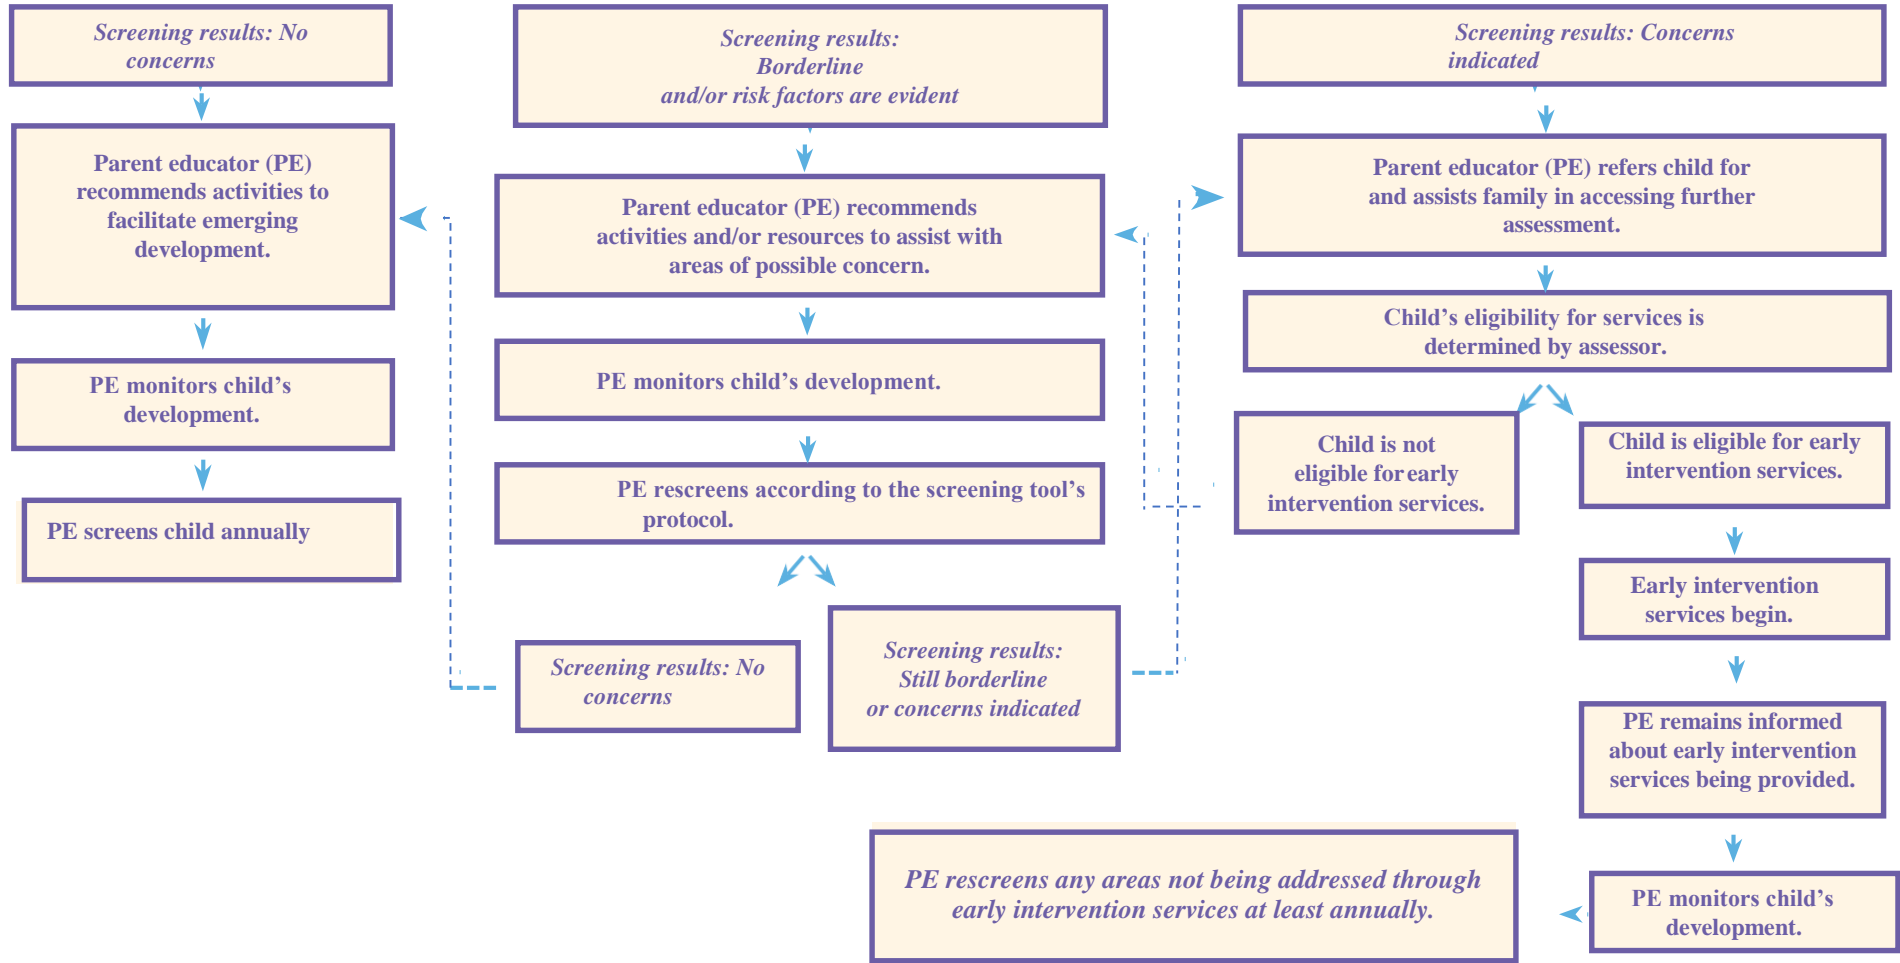 Screening results: No
concerns
Parent educator (PE)
recommends activities to
facilitate emerging
development.
PE monitors child’s
development.
PE screens child annually
Screening results:
Borderline
and/or risk factors are evident
Parent educator (PE) recommends
activities and/or resources to assist with
areas of possible concern.
PE monitors child’s development.
PE rescreens according to the screening tool’s
protocol.
Screening results: No
concerns
Screening results:
Still borderline
or concerns indicated
Screening results: Concerns
indicated
Parent educator (PE) refers child for
and assists family in accessing further
assessment.
Child’s eligibility for services is
determined by assessor.
Child is not
eligible for early
intervention services.
Child is eligible for early
intervention services.
Early intervention
services begin.
PE remains informed
about early intervention
services being provided.
PE monitors child’s
development.
PE rescreens any areas not being addressed through
early intervention services at least annually.